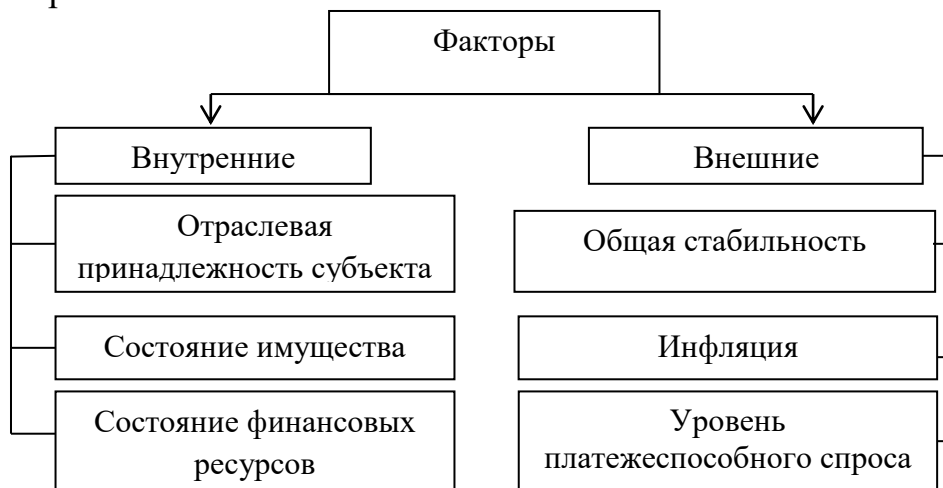 Факторы
Внутренние
Внешние
Отраслевая
принадлежность субъекта
Общая стабильность
Состояние имущества
Инфляция
Состояние финансовых
ресурсов
Уровень
платежеспособного спроса